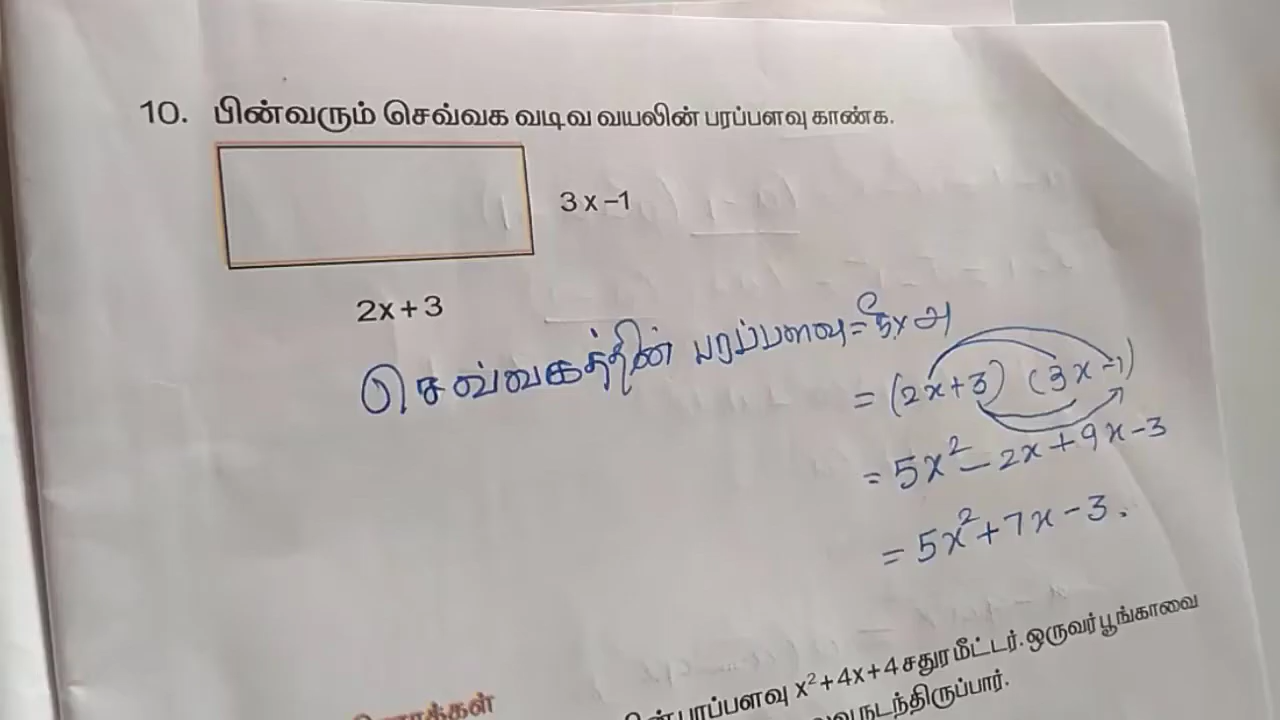 10. பின்வரும் செவ்வக வடிவ வயலின் பரப்பளவு காண்க.
3x-1
2x+3
செவ்வகத்தின் பரப்பளவு = நீ x அ
= (2x+3) (3x-1)
= 5x²-2x+9x-3
= 5x²+7x-3.
பரப்பளவு x²+4x+4 சதுர மீட்டர். ஒருவர் பூங்காவை
நடந்திருப்பார்.